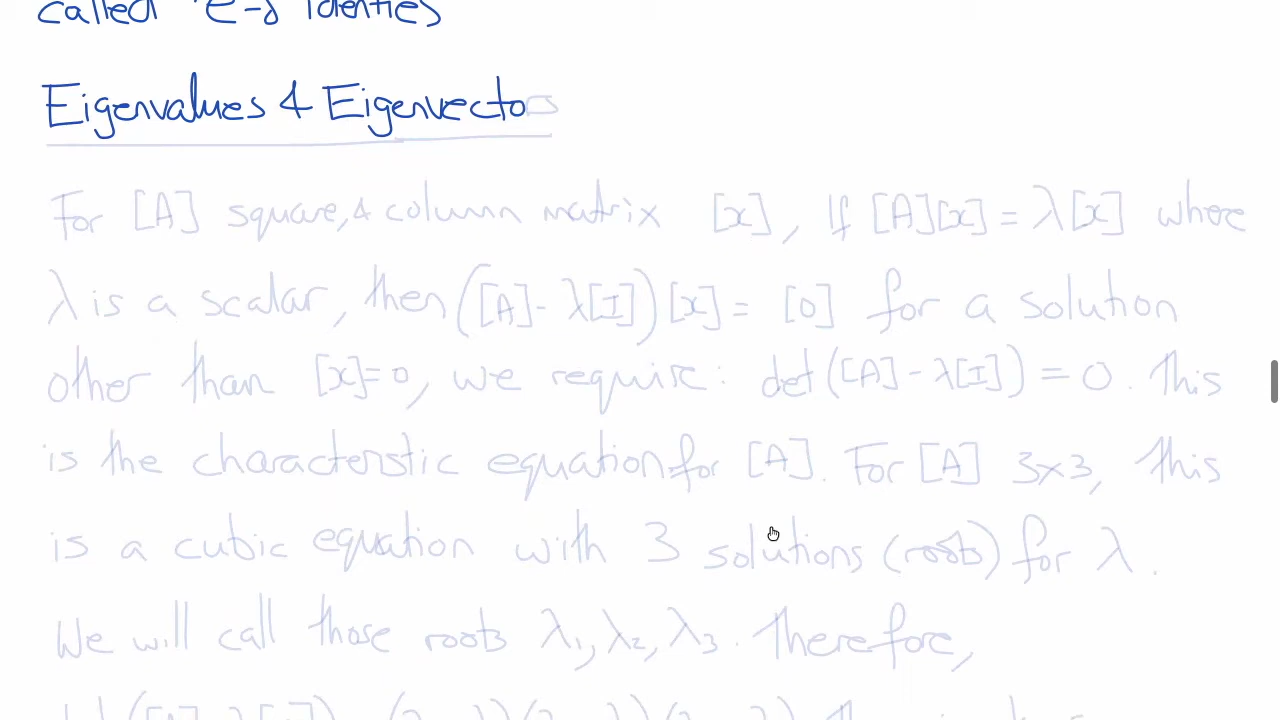 called ε-δ identies
Eigenvalues & Eigenvectors
For [A] square, & column matrix [x], If [A][x] = λ[x] where
λ is a scalar, then ([A] - λ[I])[x] = [0] for a solution
other than [x]=0, we require: det([A] - λ[I]) = 0. This
is the characterstic equation for [A]. For [A] 3x3, this
is a cubic equation with 3 solutions (roots) for λ.
We will call those roots λ1, λ2, λ3. Therefore,